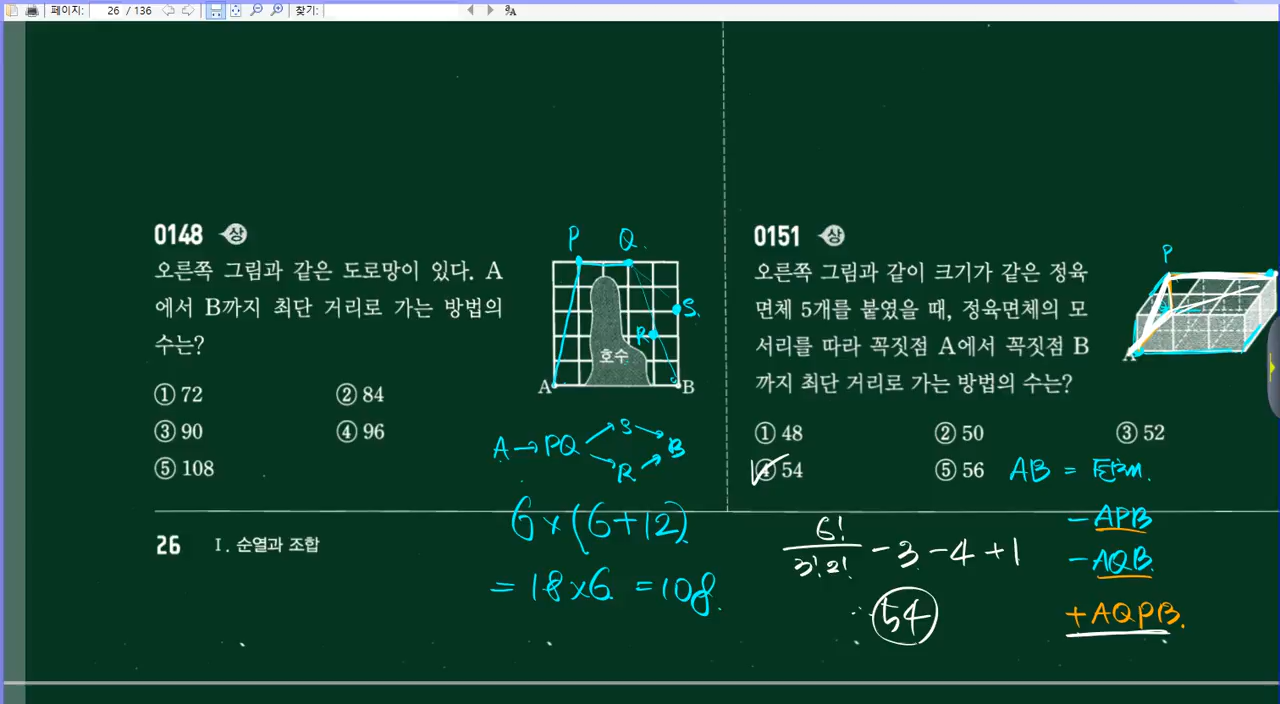 페이지: 26 / 136 찾기:
0148 상
오른쪽 그림과 같은 도로망이 있다. A
에서 B까지 최단 거리로 가는 방법의
수는?
① 72 ② 84
③ 90 ④ 96
⑤ 108
P Q
S
R
호수
A B
A → PQ
S
R
B
6×(6+12)
= 18×6 = 108
0151 상
오른쪽 그림과 같이 크기가 같은 정육
면체 5개를 붙였을 때, 정육면체의 모
서리를 따라 꼭짓점 A에서 꼭짓점 B
까지 최단 거리로 가는 방법의 수는?
P
A
① 48 ② 50 ③ 52
④ 54 ⑤ 56
AB =
- APB
- AQB
+ AQPB.
6!
3! 2!
- 3 - 4 + 1
54
26 Ⅰ. 순열과 조합